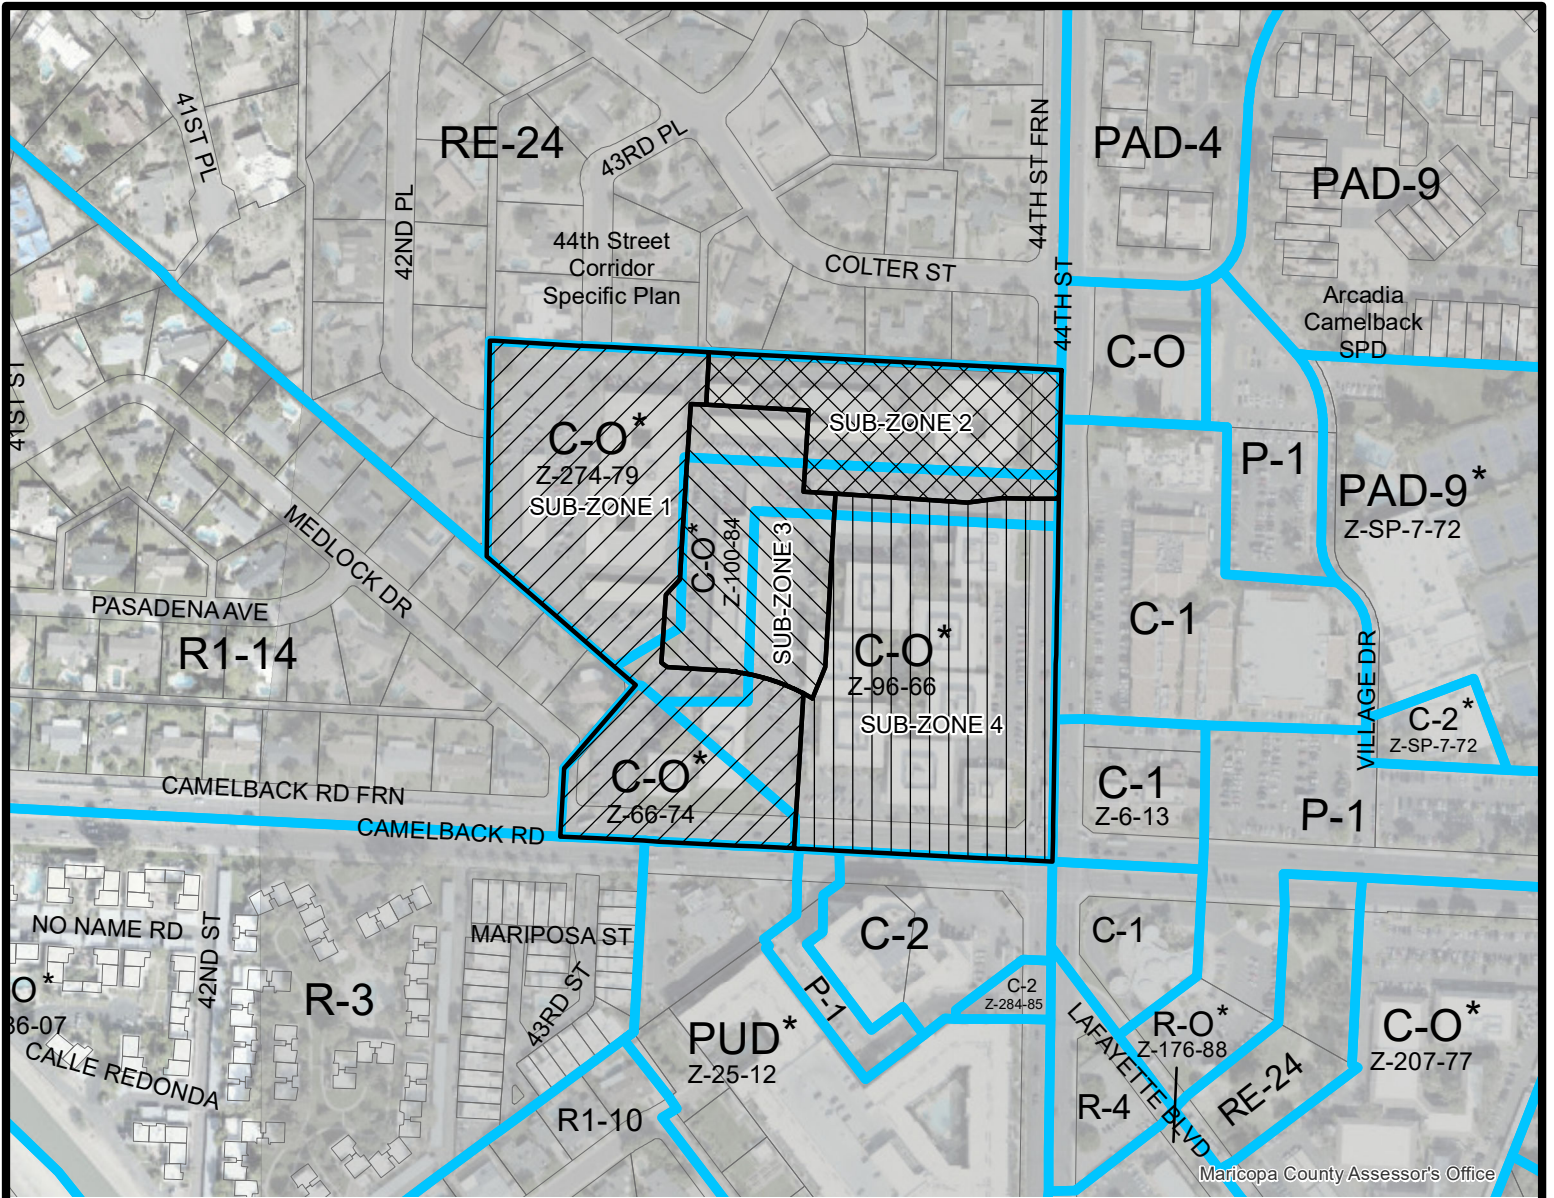 41ST PL
RE-24
43RD PL
44TH ST FRN
PAD-4
PAD-9
42ND PL
44th Street
Corridor
Specific Plan
COLTER ST
44TH ST
Arcadia
Camelback
SPD
C-O
41ST ST
C-O*
Z-274-79
SUB-ZONE 1
SUB-ZONE 2
P-1
PAD-9*
Z-SP-7-72
MEDLOCK DR
C-O*
Z-100-84
SUB-ZONE 3
PASADENA AVE
R1-14
C-O*
Z-96-66
SUB-ZONE 4
C-1
VILLAGE DR
C-2*
Z-SP-7-72
CAMELBACK RD FRN
C-O*
Z-66-74
C-1
Z-6-13
P-1
CAMELBACK RD
NO NAME RD
42ND ST
MARIPOSA ST
C-2
C-1
O*
36-07
R-3
43RD ST
P-1
C-2
Z-284-85
LAFAYETTE BLVD
R-O*
Z-176-88
C-O*
Z-207-77
PUD*
Z-25-12
CALLE REDONDA
R1-10
R-4
RE-24
Maricopa County Assessor's Office